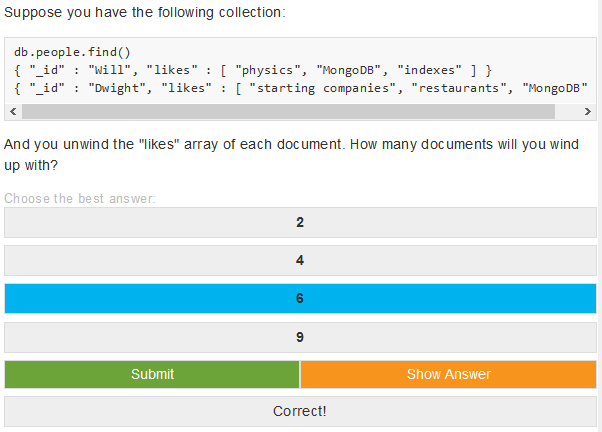 Suppose you have the following collection:
db.people.find()
{ "_id" : "Will", "likes" : [ "physics", "MongoDB", "indexes" ] }
{ "_id" : "Dwight", "likes" : [ "starting companies", "restaurants", "MongoDB"
And you unwind the "likes" array of each document. How many documents will you wind
up with?
Choose the best answer:
2
4
6
9
Submit
Show Answer
Correct!